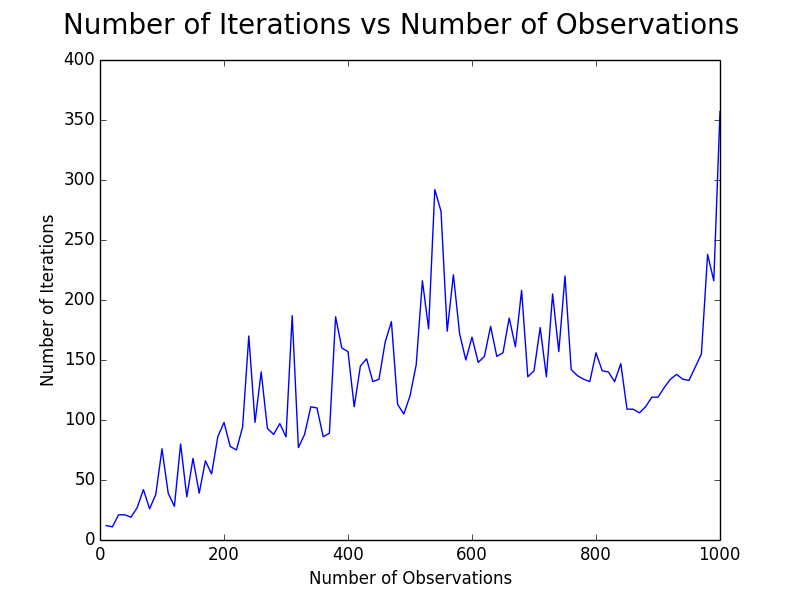 Number of Iterations vs Number of Observations
400
350
300
250
200
150
100
50
0
Number of Iterations
0 200 400 600 800 1000
Number of Observations